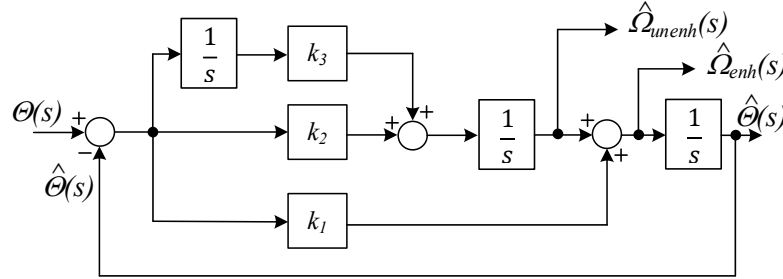 Ω̂unenh(s)
1/s
k3
Ω̂enh(s)
Θ(s)
+
−
k2
+
+
1/s
+
+
1/s
Θ̂(s)
Θ̂(s)
k1